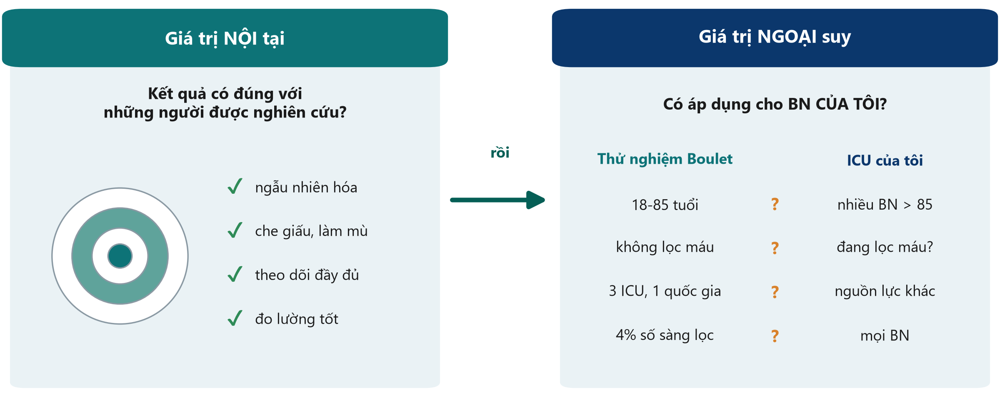 Giá trị NỘI tại
Kết quả có đúng với
những người được nghiên cứu?
✓ ngẫu nhiên hóa
✓ che giấu, làm mù
✓ theo dõi đầy đủ
✓ đo lường tốt
rồi
Giá trị NGOẠI suy
Có áp dụng cho BN CỦA TÔI?
Thử nghiệm Boulet ICU của tôi
18-85 tuổi ? nhiều BN > 85
không lọc máu ? đang lọc máu?
3 ICU, 1 quốc gia ? nguồn lực khác
4% số sàng lọc ? mọi BN